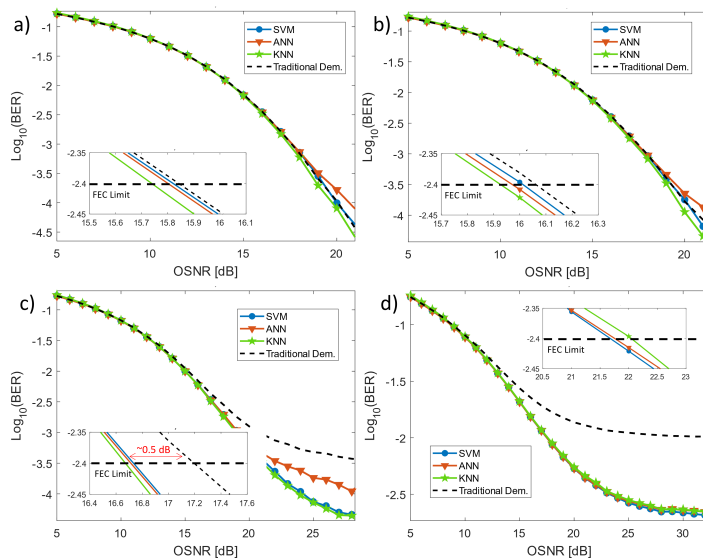 a)
Log10(BER)
-1
-1.5
-2
-2.5
-3
-3.5
-4
-4.5
SVM
ANN
KNN
Traditional Dem.
-2.35
-2.4
-2.45
FEC Limit
15.5 15.6 15.7 15.8 15.9 16 16.1
5 10 15 20
OSNR [dB]
b)
Log10(BER)
-1
-1.5
-2
-2.5
-3
-3.5
-4
SVM
ANN
KNN
Traditional Dem.
-2.35
-2.4
-2.45
FEC Limit
15.7 15.8 15.9 16 16.1 16.2 16.3
5 10 15 20
OSNR [dB]
c)
Log10(BER)
-1
-1.5
-2
-2.5
-3
-3.5
-4
SVM
ANN
KNN
Traditional Dem.
-2.35
-2.4
-2.45
~0.5 dB
FEC Limit
16.4 16.6 16.8 17 17.2 17.4 17.6
5 10 15 20 25
OSNR [dB]
d)
Log10(BER)
-1
-1.5
-2
-2.5
-2.35
-2.4
-2.45
FEC Limit
20.5 21 21.5 22 22.5 23
SVM
ANN
KNN
Traditional Dem.
5 10 15 20 25 30
OSNR [dB]